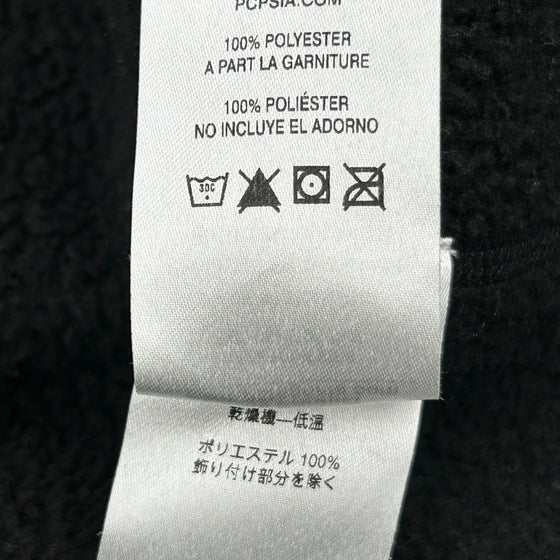 PCPSIA.COM
100% POLYESTER
A PART LA GARNITURE
100% POLIÉSTER
NO INCLUYE EL ADORNO
30C
乾燥機—低温
ポリエステル 100%
飾り付け部分を除く